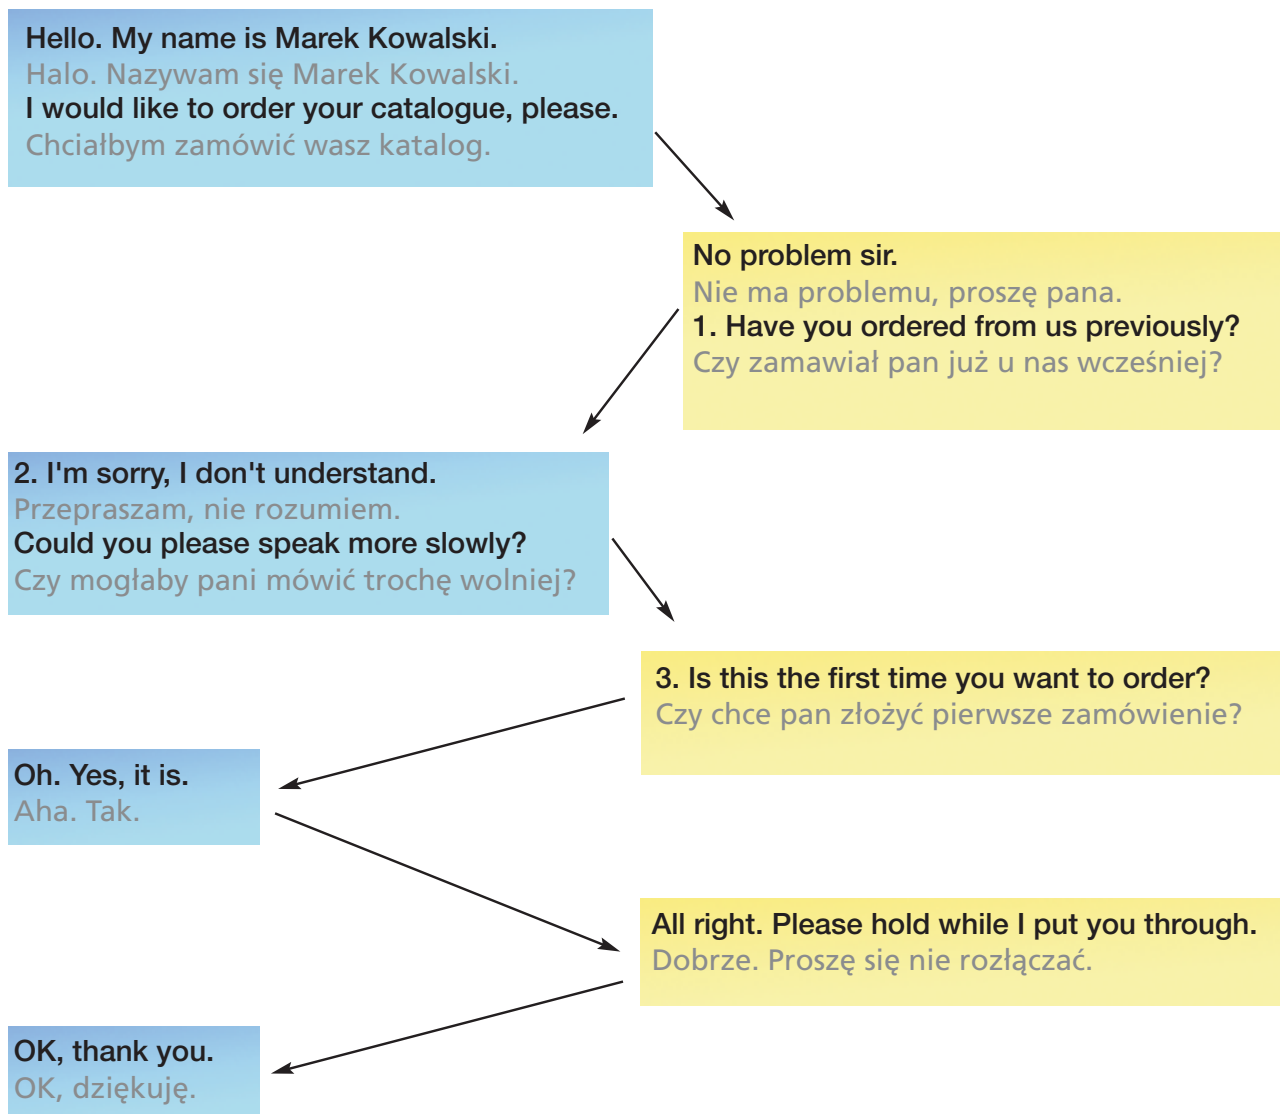 Hello. My name is Marek Kowalski.
Halo. Nazywam się Marek Kowalski.
I would like to order your catalogue, please.
Chciałbym zamówić wasz katalog.
No problem sir.
Nie ma problemu, proszę pana.
1. Have you ordered from us previously?
Czy zamawiał pan już u nas wcześniej?
2. I'm sorry, I don't understand.
Przepraszam, nie rozumiem.
Could you please speak more slowly?
Czy mogłaby pani mówić trochę wolniej?
3. Is this the first time you want to order?
Czy chce pan złożyć pierwsze zamówienie?
Oh. Yes, it is.
Aha. Tak.
All right. Please hold while I put you through.
Dobrze. Proszę się nie rozłączać.
OK, thank you.
OK, dziękuję.